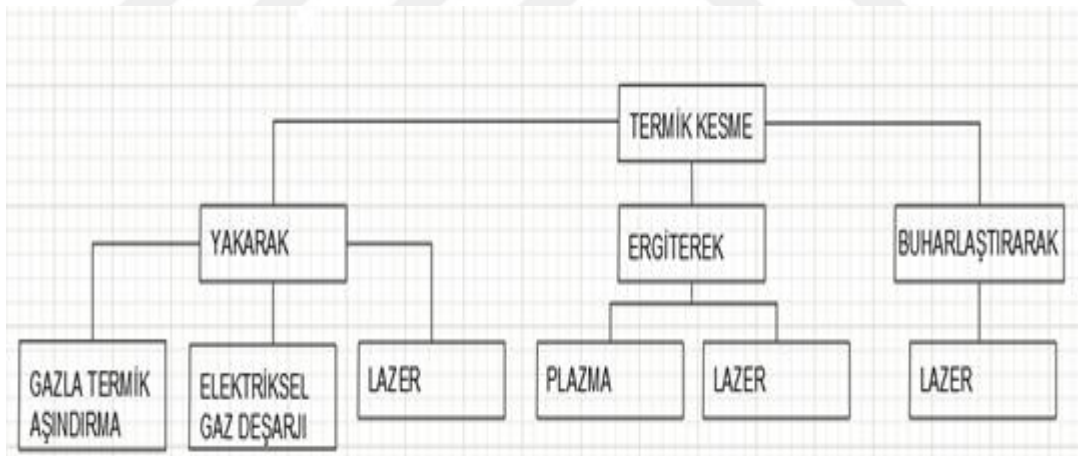 TERMİK KESME
YAKARAK
ERGİTEREK
BUHARLAŞTIRARAK
GAZLA TERMİK
AŞINDIRMA
ELEKTRİKSEL
GAZ DEŞARJI
LAZER
PLAZMA
LAZER
LAZER